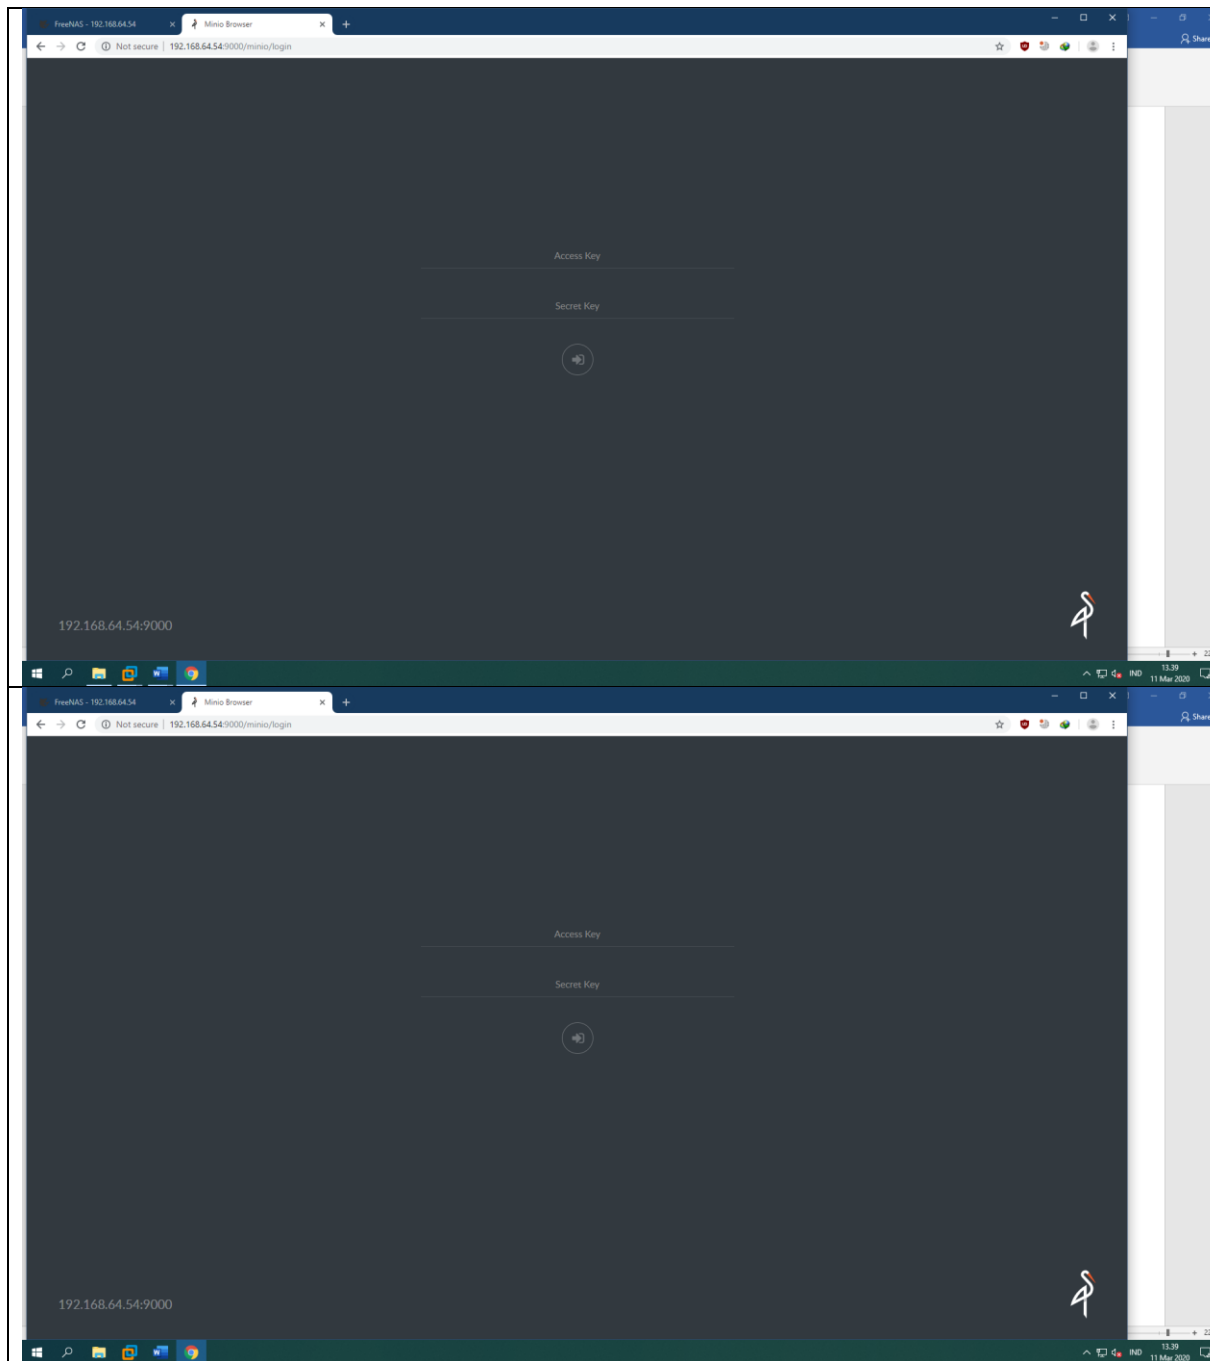 FreeNAS - 192.168.64.54
Minio Browser
Share
Not secure | 192.168.64.54:9000/minio/login
Access Key
Secret Key
192.168.64.54:9000
IND
13.39
11 Mar 2020
FreeNAS - 192.168.64.54
Minio Browser
Share
Not secure | 192.168.64.54:9000/minio/login
Access Key
Secret Key
192.168.64.54:9000
IND
13.39
11 Mar 2020